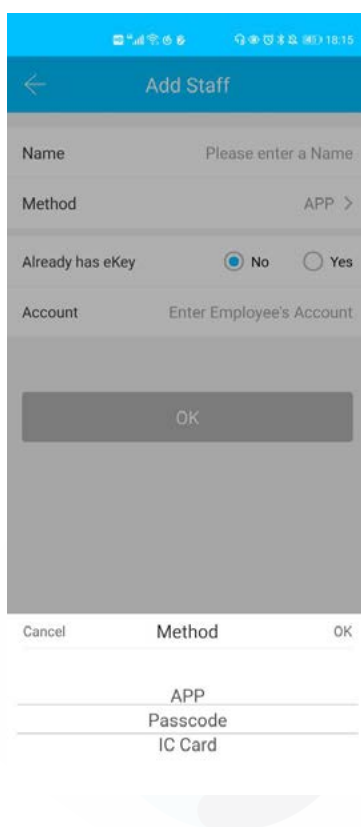 18:15
Add Staff
Name Please enter a Name
Method APP >
Already has eKey No Yes
Account Enter Employee's Account
OK
Cancel Method OK
APP
Passcode
IC Card